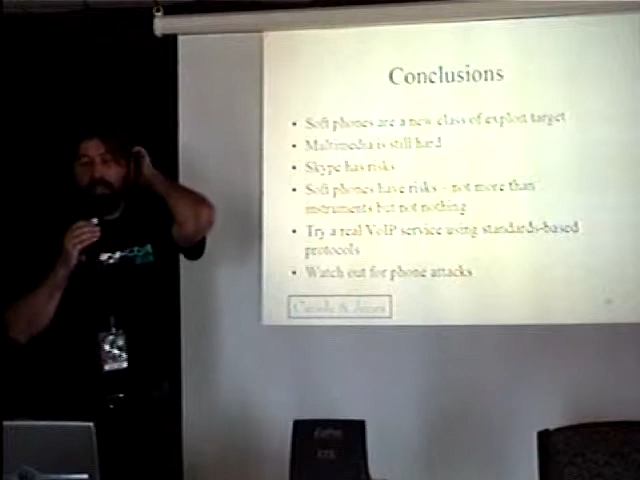 Conclusions
• Soft phones are a new class of exploit target
• Multimedia is still hard
• Skype has risks
• Soft phones have risks - not more than
instruments but not nothing
• Try a real VoIP service using standards-based
protocols
• Watch out for phone attacks